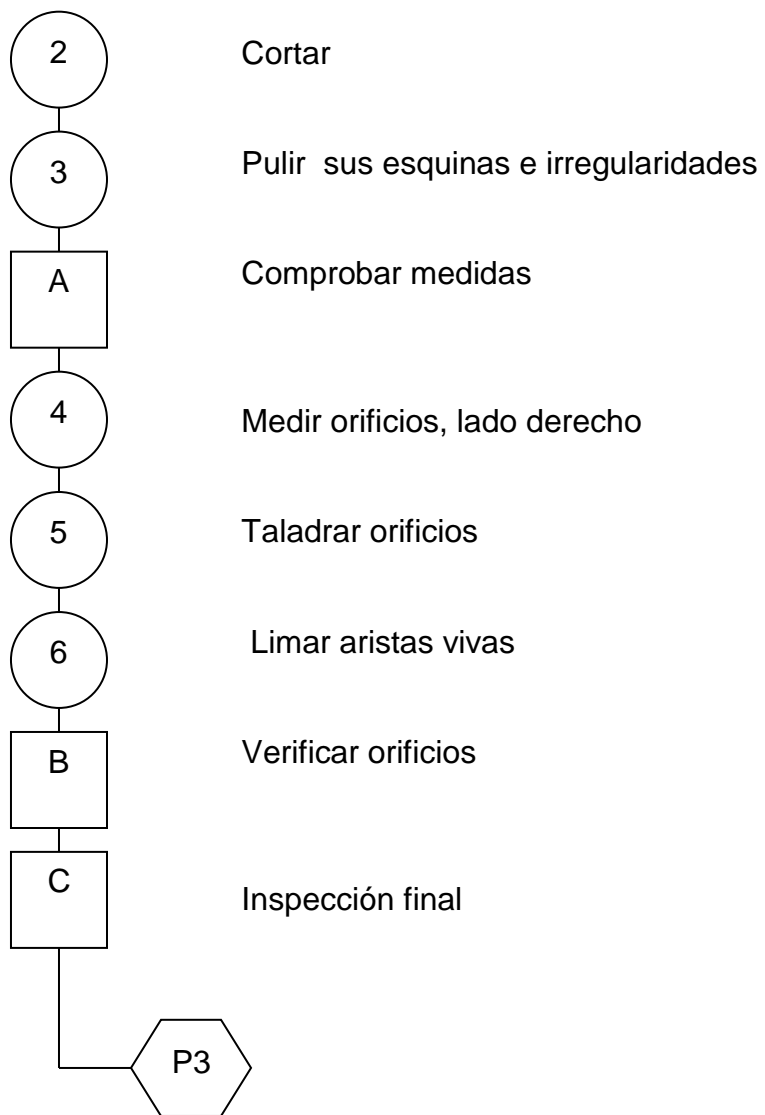 2 Cortar
3 Pulir  sus esquinas e irregularidades
A Comprobar medidas
4 Medir orificios, lado derecho
5 Taladrar orificios
6 Limar aristas vivas
B Verificar orificios
C Inspección final
P3